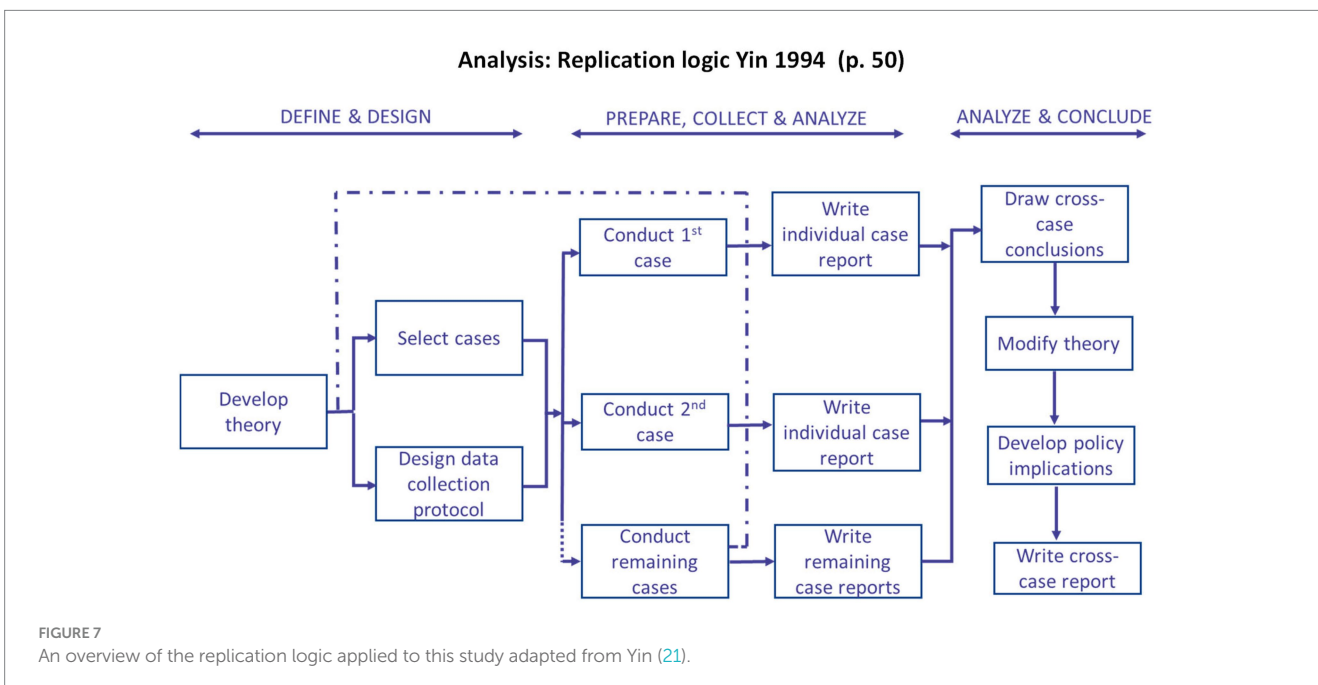 Analysis: Replication logic Yin 1994 (p. 50)
DEFINE & DESIGN
PREPARE, COLLECT & ANALYZE
ANALYZE & CONCLUDE
Develop
theory
Select cases
Design data
collection
protocol
Conduct 1st
case
Conduct 2nd
case
Conduct
remaining
cases
Write
individual case
report
Write
individual case
report
Write
remaining
case reports
Draw cross-
case
conclusions
Modify theory
Develop policy
implications
Write cross-
case report
FIGURE 7
An overview of the replication logic applied to this study adapted from Yin (21).